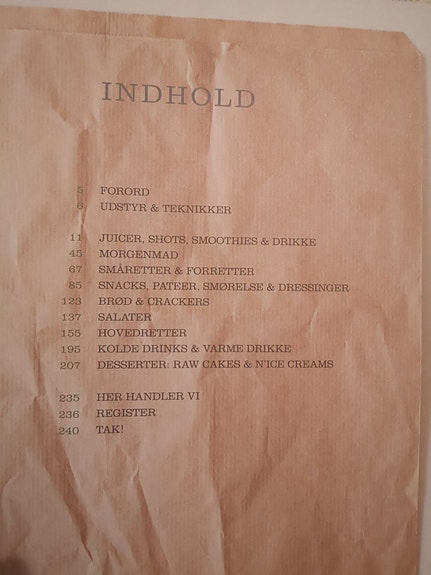 INDHOLD
5 FORORD
6 UDSTYR & TEKNIKKER
11 JUICER, SHOTS, SMOOTHIES & DRIKKE
45 MORGENMAD
67 SMÅRETTER & FORRETTER
85 SNACKS, PATEER, SMØRELSE & DRESSINGER
123 BRØD & CRACKERS
137 SALATER
155 HOVEDRETTER
195 KOLDE DRINKS & VARME DRIKKE
207 DESSERTER: RAW CAKES & N'ICE CREAMS
235 HER HANDLER VI
236 REGISTER
240 TAK!